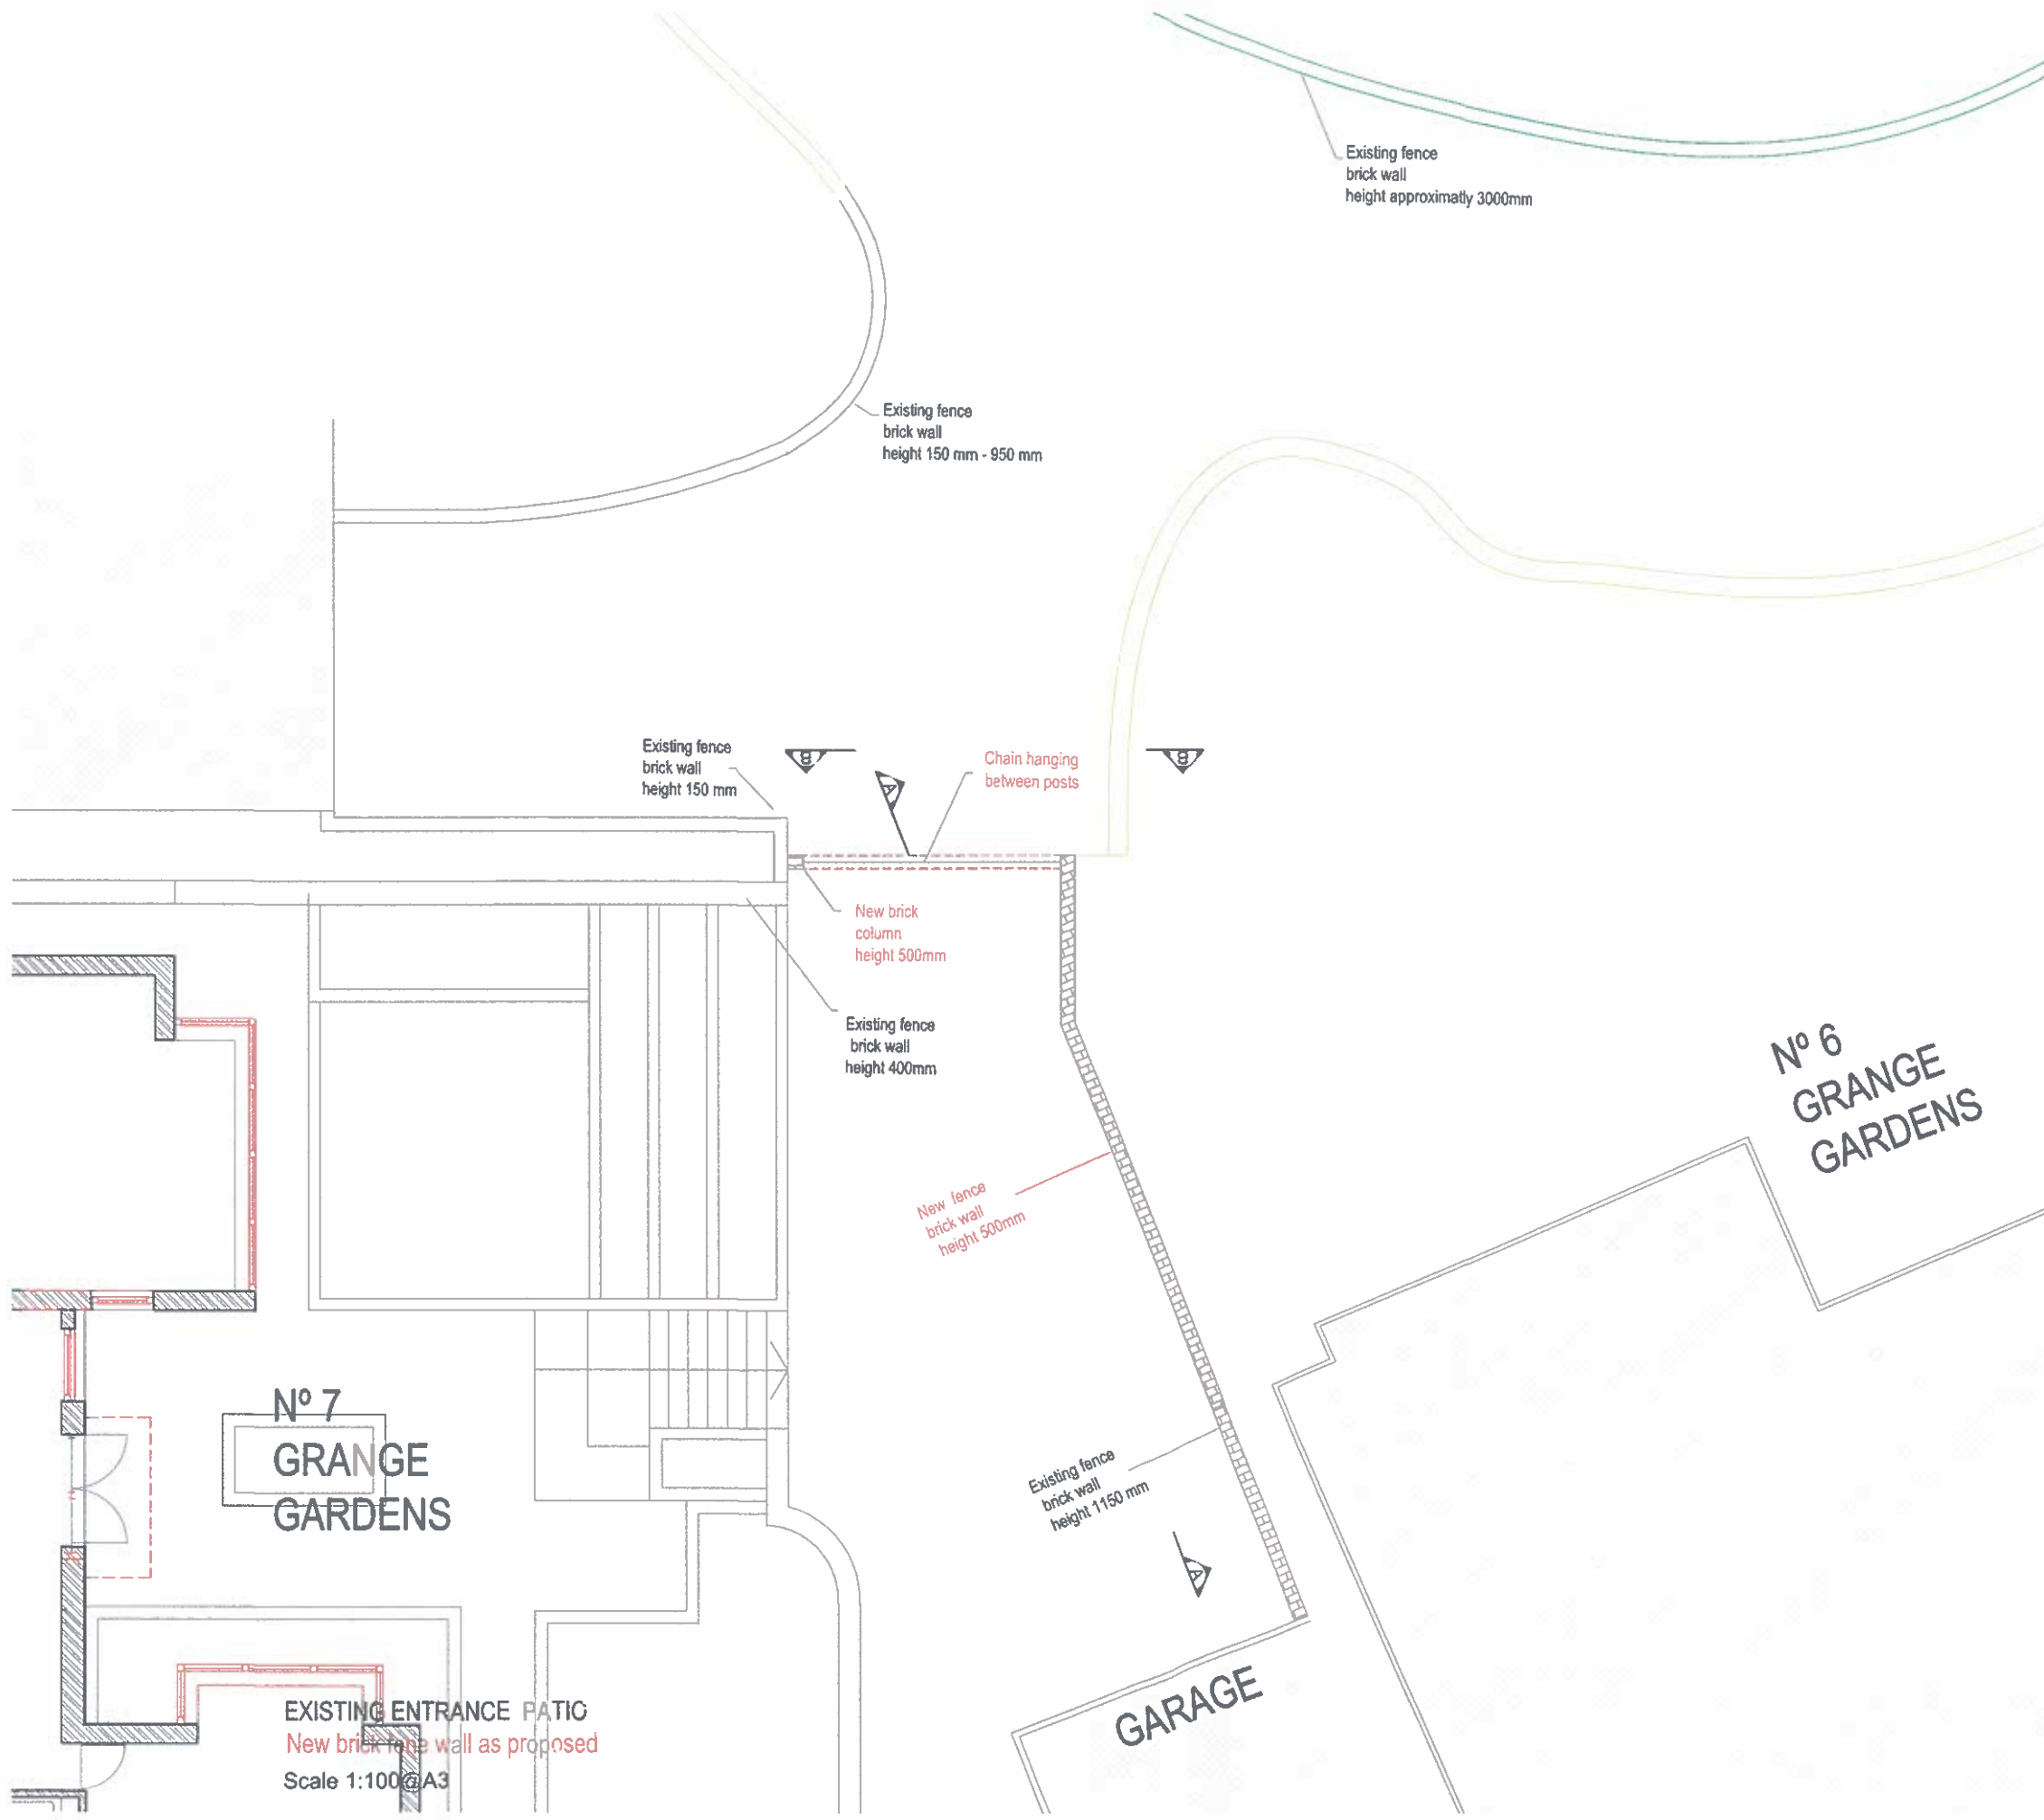 Existing fence
brick wall
height approximatly 3000mm
Existing fence
brick wall
height 150 mm - 950 mm
Existing fence
brick wall
height 150 mm
B
A
Chain hanging
between posts
B
New brick
column
height 500mm
Existing fence
brick wall
height 400mm
Nº 6
GRANGE
GARDENS
New fence
brick wall
height 500mm
Nº 7
GRANGE
GARDENS
Existing fence
brick wall
height 1150 mm
A
GARAGE
EXISTING ENTRANCE PATIO
New brick fene wall as proposed
Scale 1:100@A3